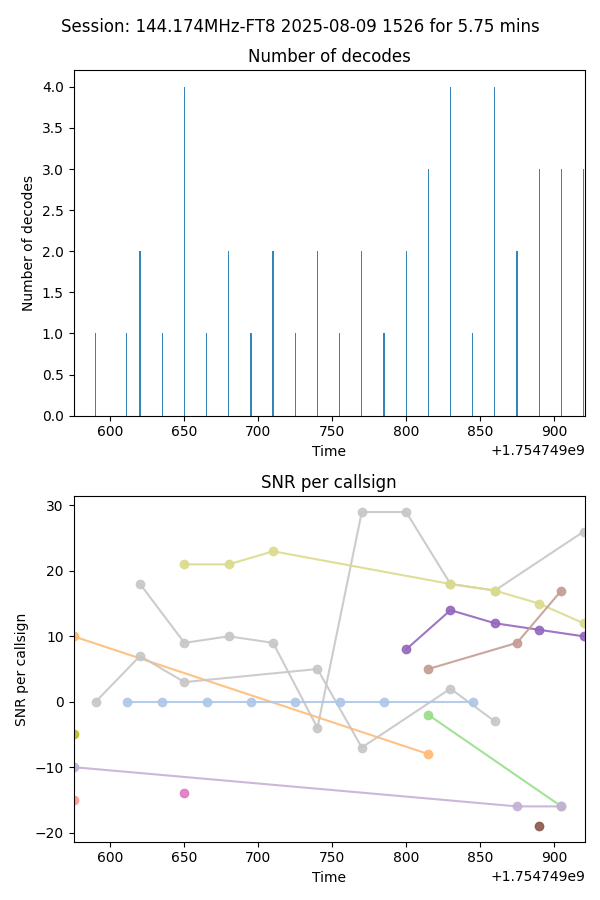 Session: 144.174MHz-FT8 2025-08-09 1526 for 5.75 mins
Number of decodes
4.0
3.5
3.0
2.5
2.0
1.5
1.0
0.5
0.0
Number of decodes
600 650 700 750 800 850 900
Time
+1.754749e9
SNR per callsign
30
20
10
0
−10
−20
SNR per callsign
600 650 700 750 800 850 900
Time
+1.754749e9